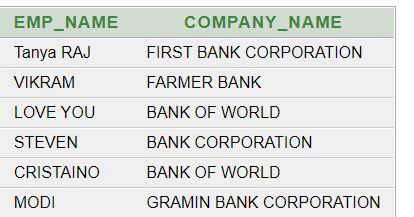 EMP_NAME COMPANY_NAME
Tanya RAJ FIRST BANK CORPORATION
VIKRAM FARMER BANK
LOVE YOU BANK OF WORLD
STEVEN BANK CORPORATION
CRISTAINO BANK OF WORLD
MODI GRAMIN BANK CORPORATION